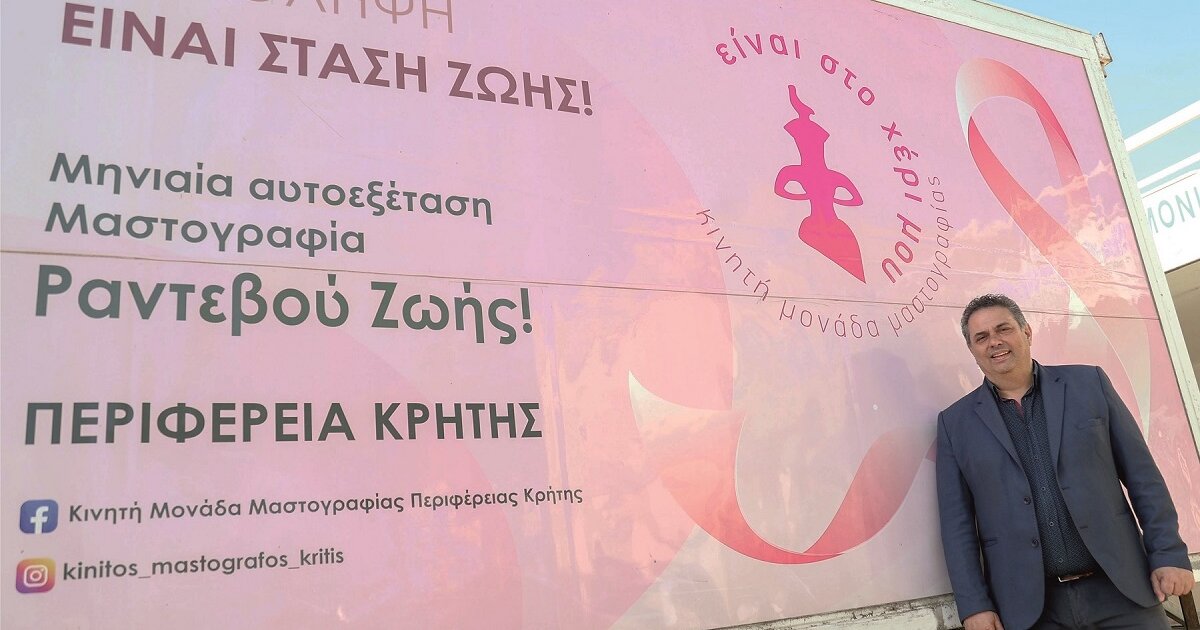 ΕΙΝΑΙ ΣΤΑΣΗ ΖΩΗΣ!
Μηνιαία αυτοεξέταση
Μαστογραφία
Ραντεβού Ζωής!
ΠΕΡΙΦΕΡΕΙΑ ΚΡΗΤΗΣ
Κινητή Μονάδα Μαστογραφίας Περιφέρειας Κρήτης
kinitos_mastografos_kritis
είναι στο χέρι μου
κινητή μονάδα μαστογραφίας